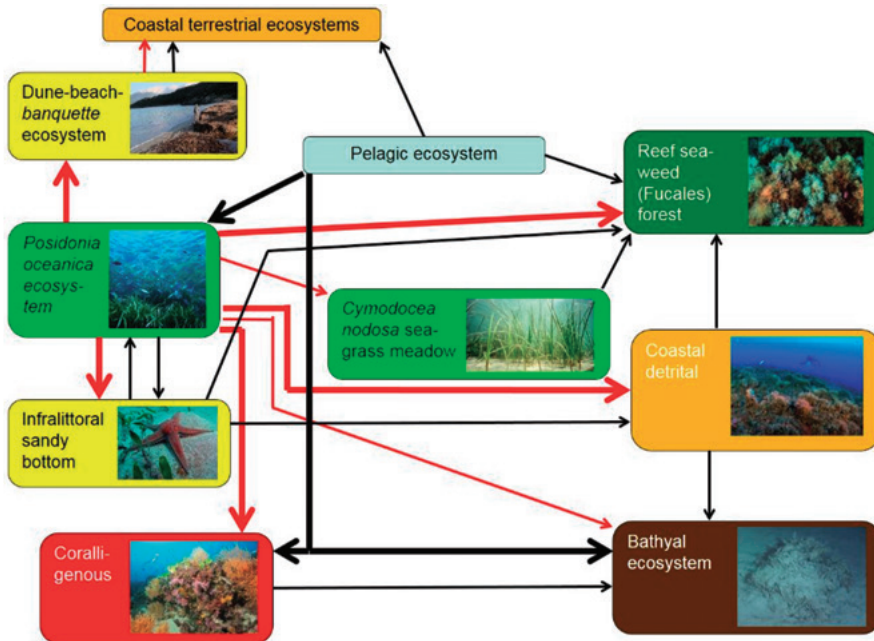 Coastal terrestrial ecosystems
Dune-beach-
banquette
ecosystem
Pelagic ecosystem
Reef sea-
weed
(Fucales)
forest
Posidonia
oceanica
ecosys-
tem
Cymodocea
nodosa sea-
grass meadow
Coastal
detrital
Infralittoral
sandy
bottom
Coralli-
genous
Bathyal
ecosystem